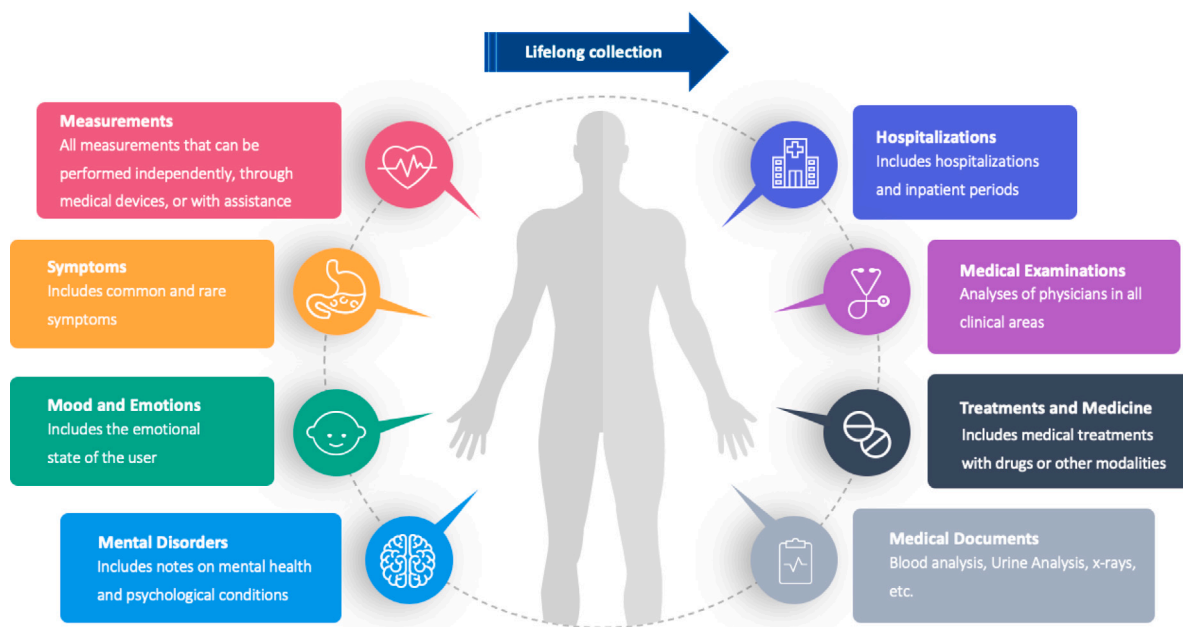 Lifelong collection
Measurements
All measurements that can be
performed independently, through
medical devices, or with assistance
Symptoms
Includes common and rare
symptoms
Mood and Emotions
Includes the emotional
state of the user
Mental Disorders
Includes notes on mental health
and psychological conditions
Hospitalizations
Includes hospitalizations
and inpatient periods
Medical Examinations
Analyses of physicians in all
clinical areas
Treatments and Medicine
Includes medical treatments
with drugs or other modalities
Medical Documents
Blood analysis, Urine Analysis, x-rays,
etc.